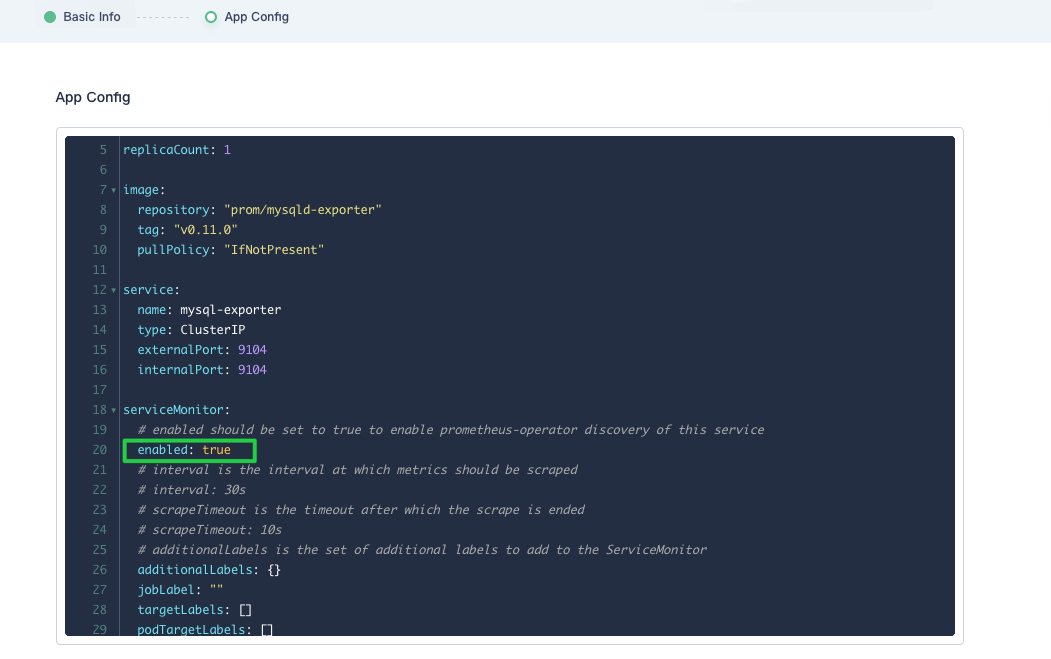 Basic Info
App Config
App Config
5 replicaCount: 1
6
7 image:
8   repository: "prom/mysqld-exporter"
9   tag: "v0.11.0"
10   pullPolicy: "IfNotPresent"
11
12 service:
13   name: mysql-exporter
14   type: ClusterIP
15   externalPort: 9104
16   internalPort: 9104
17
18 serviceMonitor:
19   # enabled should be set to true to enable prometheus-operator discovery of this service
20   enabled: true
21   # interval is the interval at which metrics should be scraped
22   # interval: 30s
23   # scrapeTimeout is the timeout after which the scrape is ended
24   # scrapeTimeout: 10s
25   # additionalLabels is the set of additional labels to add to the ServiceMonitor
26   additionalLabels: {}
27   jobLabel: ""
28   targetLabels: []
29   podTargetLabels: []